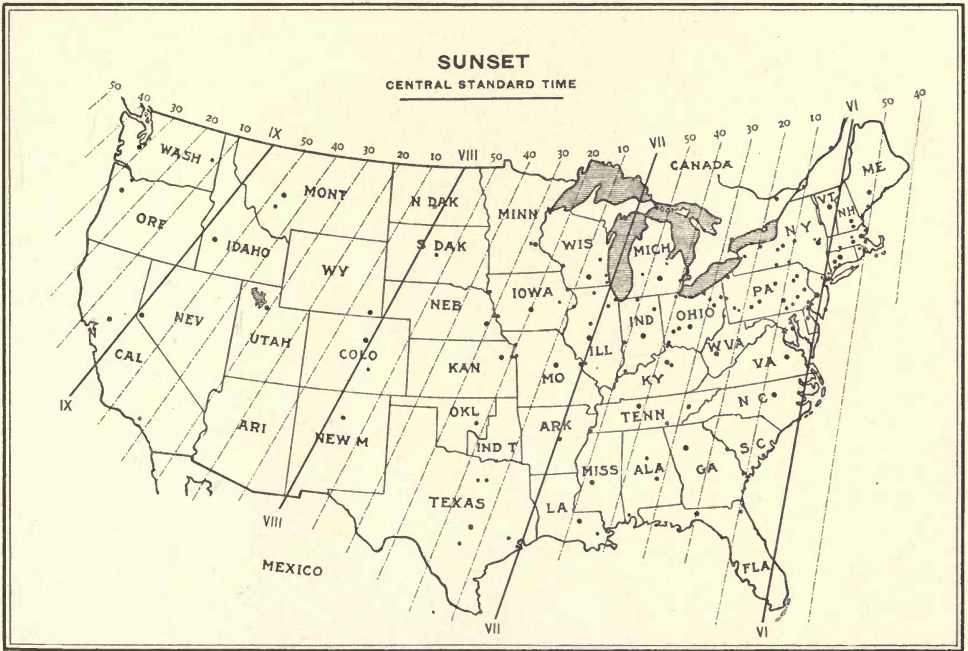 SUNSET
CENTRAL STANDARD TIME
50 40 30 20 10 IX 50 40 30 20 10 VIII 50 40 30 20 10 VII 50 40 30 20 10 VI 50 40
CANADA
WASH
MONT
N DAK
MINN
ME
VT
NH
ORE
IDAHO
S DAK
WIS
MICH
N Y
WY
IOWA
PA
NEB
NEV
UTAH
COLO
KAN
MO
ILL
IND
OHIO
W VA
VA
CAL
KY
N C
TENN
ARI
NEW M
OKL
IND T
ARK
S C
MISS
ALA
GA
TEXAS
LA
FLA
MEXICO
IX
VIII
VII
VI